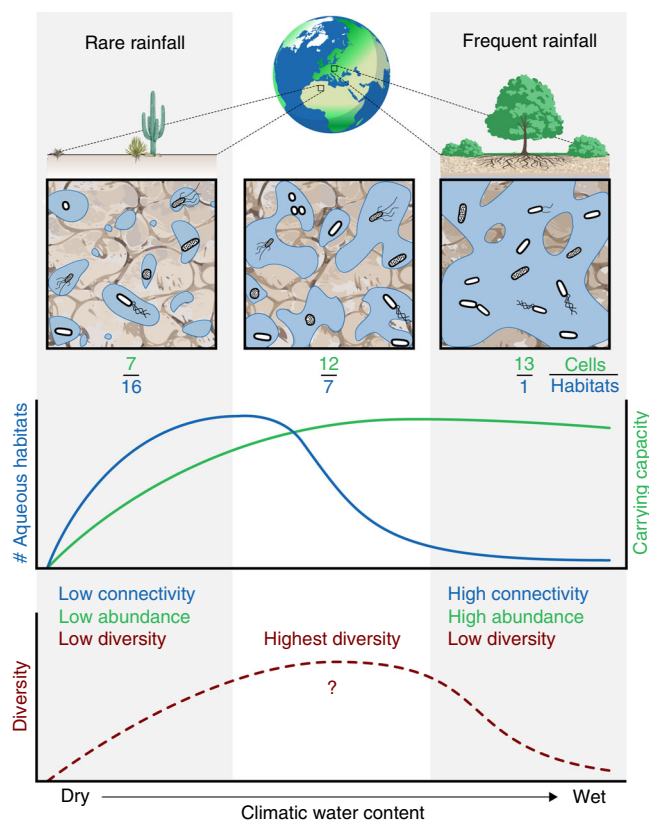 Rare rainfall
Frequent rainfall
7
16
12
7
13
1
Cells
Habitats
# Aqueous habitats
Carrying capacity
Low connectivity
Low abundance
Low diversity
Highest diversity
?
High connectivity
High abundance
Low diversity
Diversity
Dry
Wet
Climatic water content